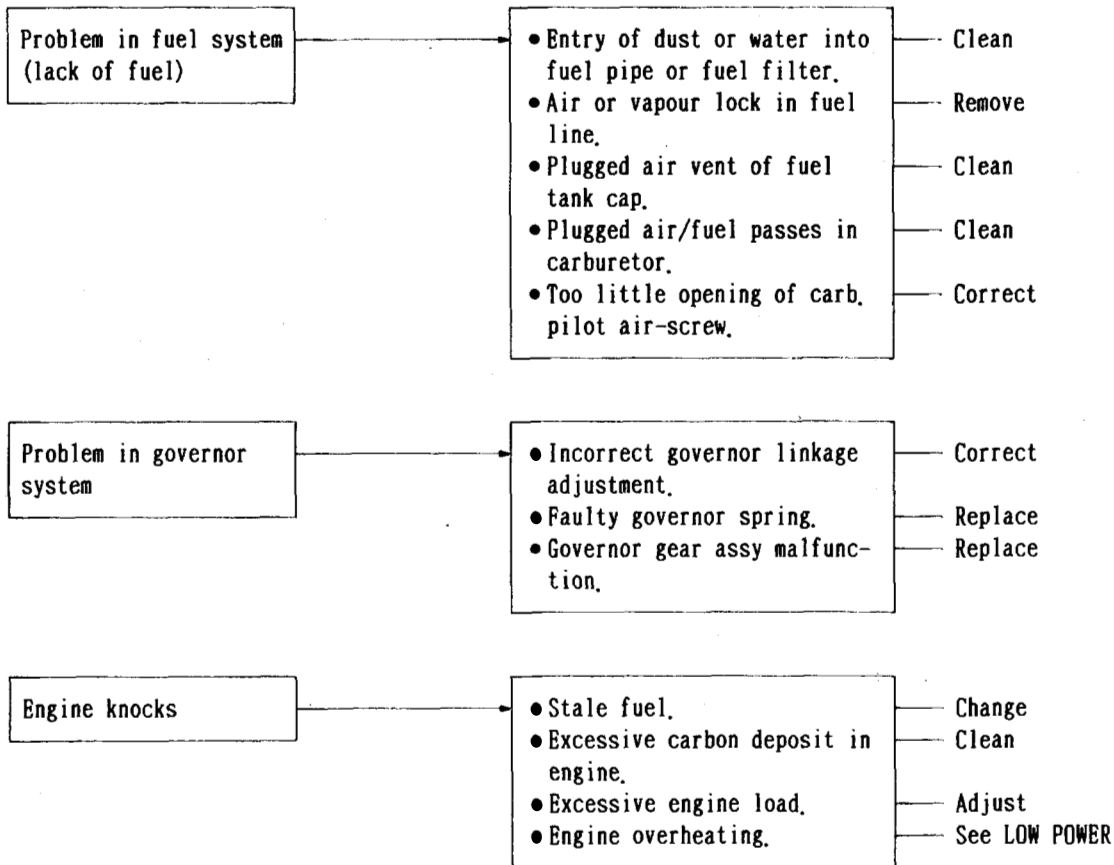 Problem in fuel system
(lack of fuel)
• Entry of dust or water into
fuel pipe or fuel filter.
Clean
• Air or vapour lock in fuel
line.
Remove
• Plugged air vent of fuel
tank cap.
Clean
• Plugged air/fuel passes in
carburetor.
Clean
• Too little opening of carb.
pilot air-screw.
Correct
Problem in governor
system
• Incorrect governor linkage
adjustment.
Correct
• Faulty governor spring.
Replace
• Governor gear assy malfunc-
tion.
Replace
Engine knocks
• Stale fuel.
Change
• Excessive carbon deposit in
engine.
Clean
• Excessive engine load.
Adjust
• Engine overheating.
See LOW POWER